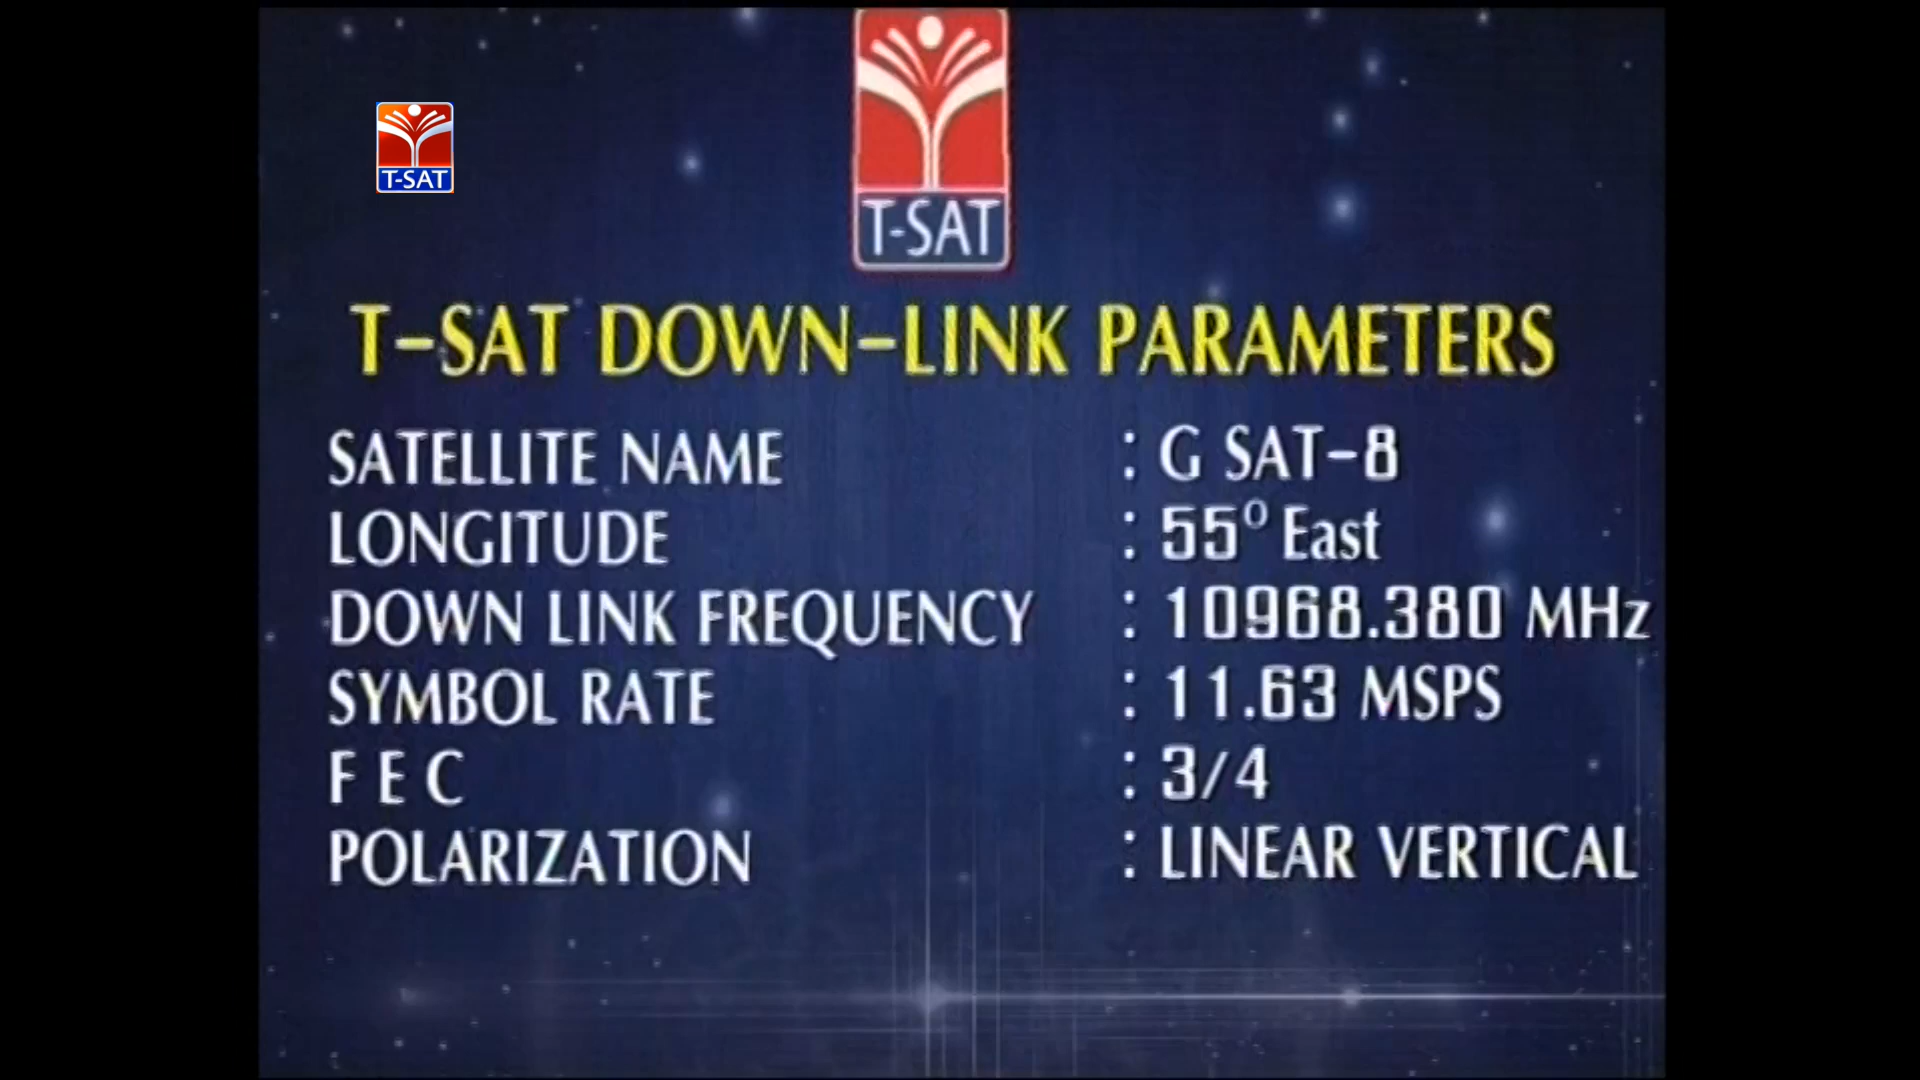 T-SAT
T-SAT
T-SAT DOWN-LINK PARAMETERS
SATELLITE NAME : G SAT-8
LONGITUDE : 55° East
DOWN LINK FREQUENCY : 10968.380 MHz
SYMBOL RATE : 11.63 MSPS
F E C : 3/4
POLARIZATION : LINEAR VERTICAL